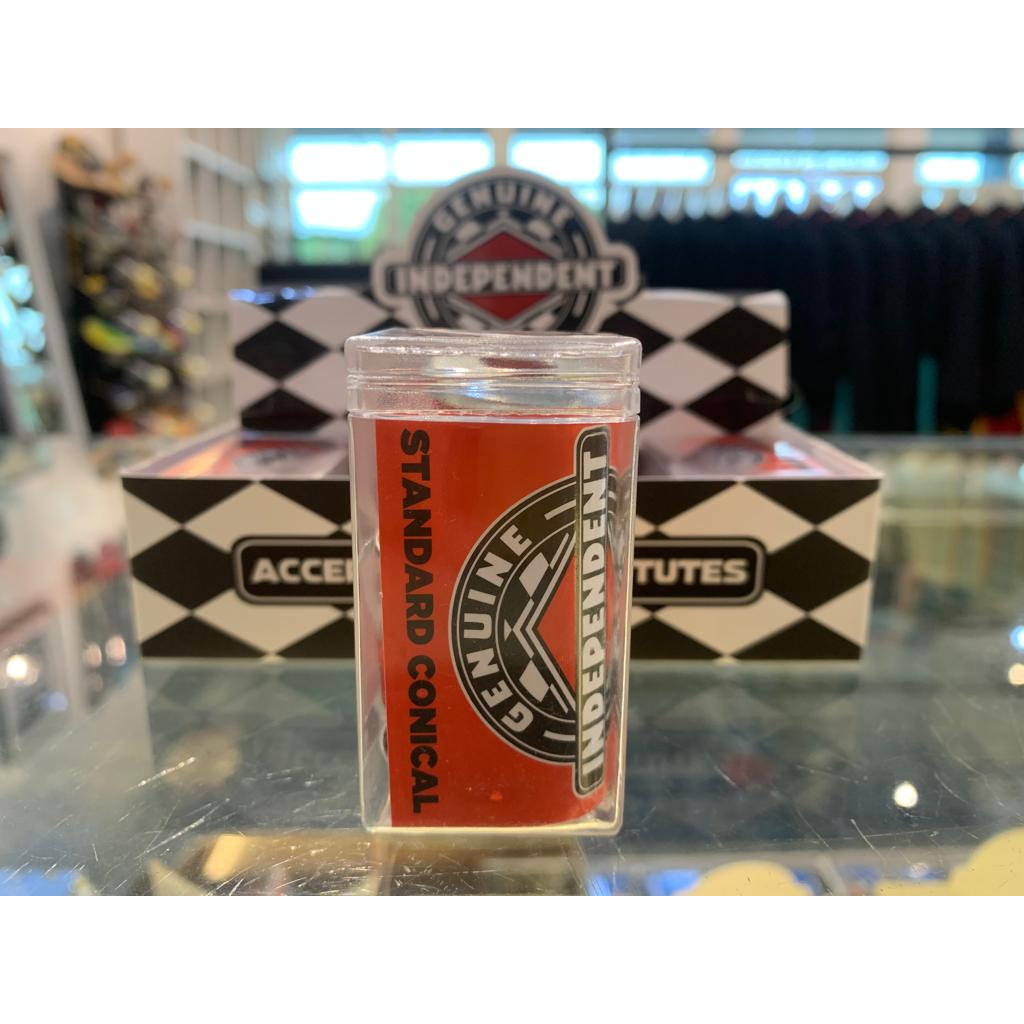 GENUINE
INDEPENDENT
ACCE
TUTES
STANDARD CONICAL
GENUINE
INDEPENDENT